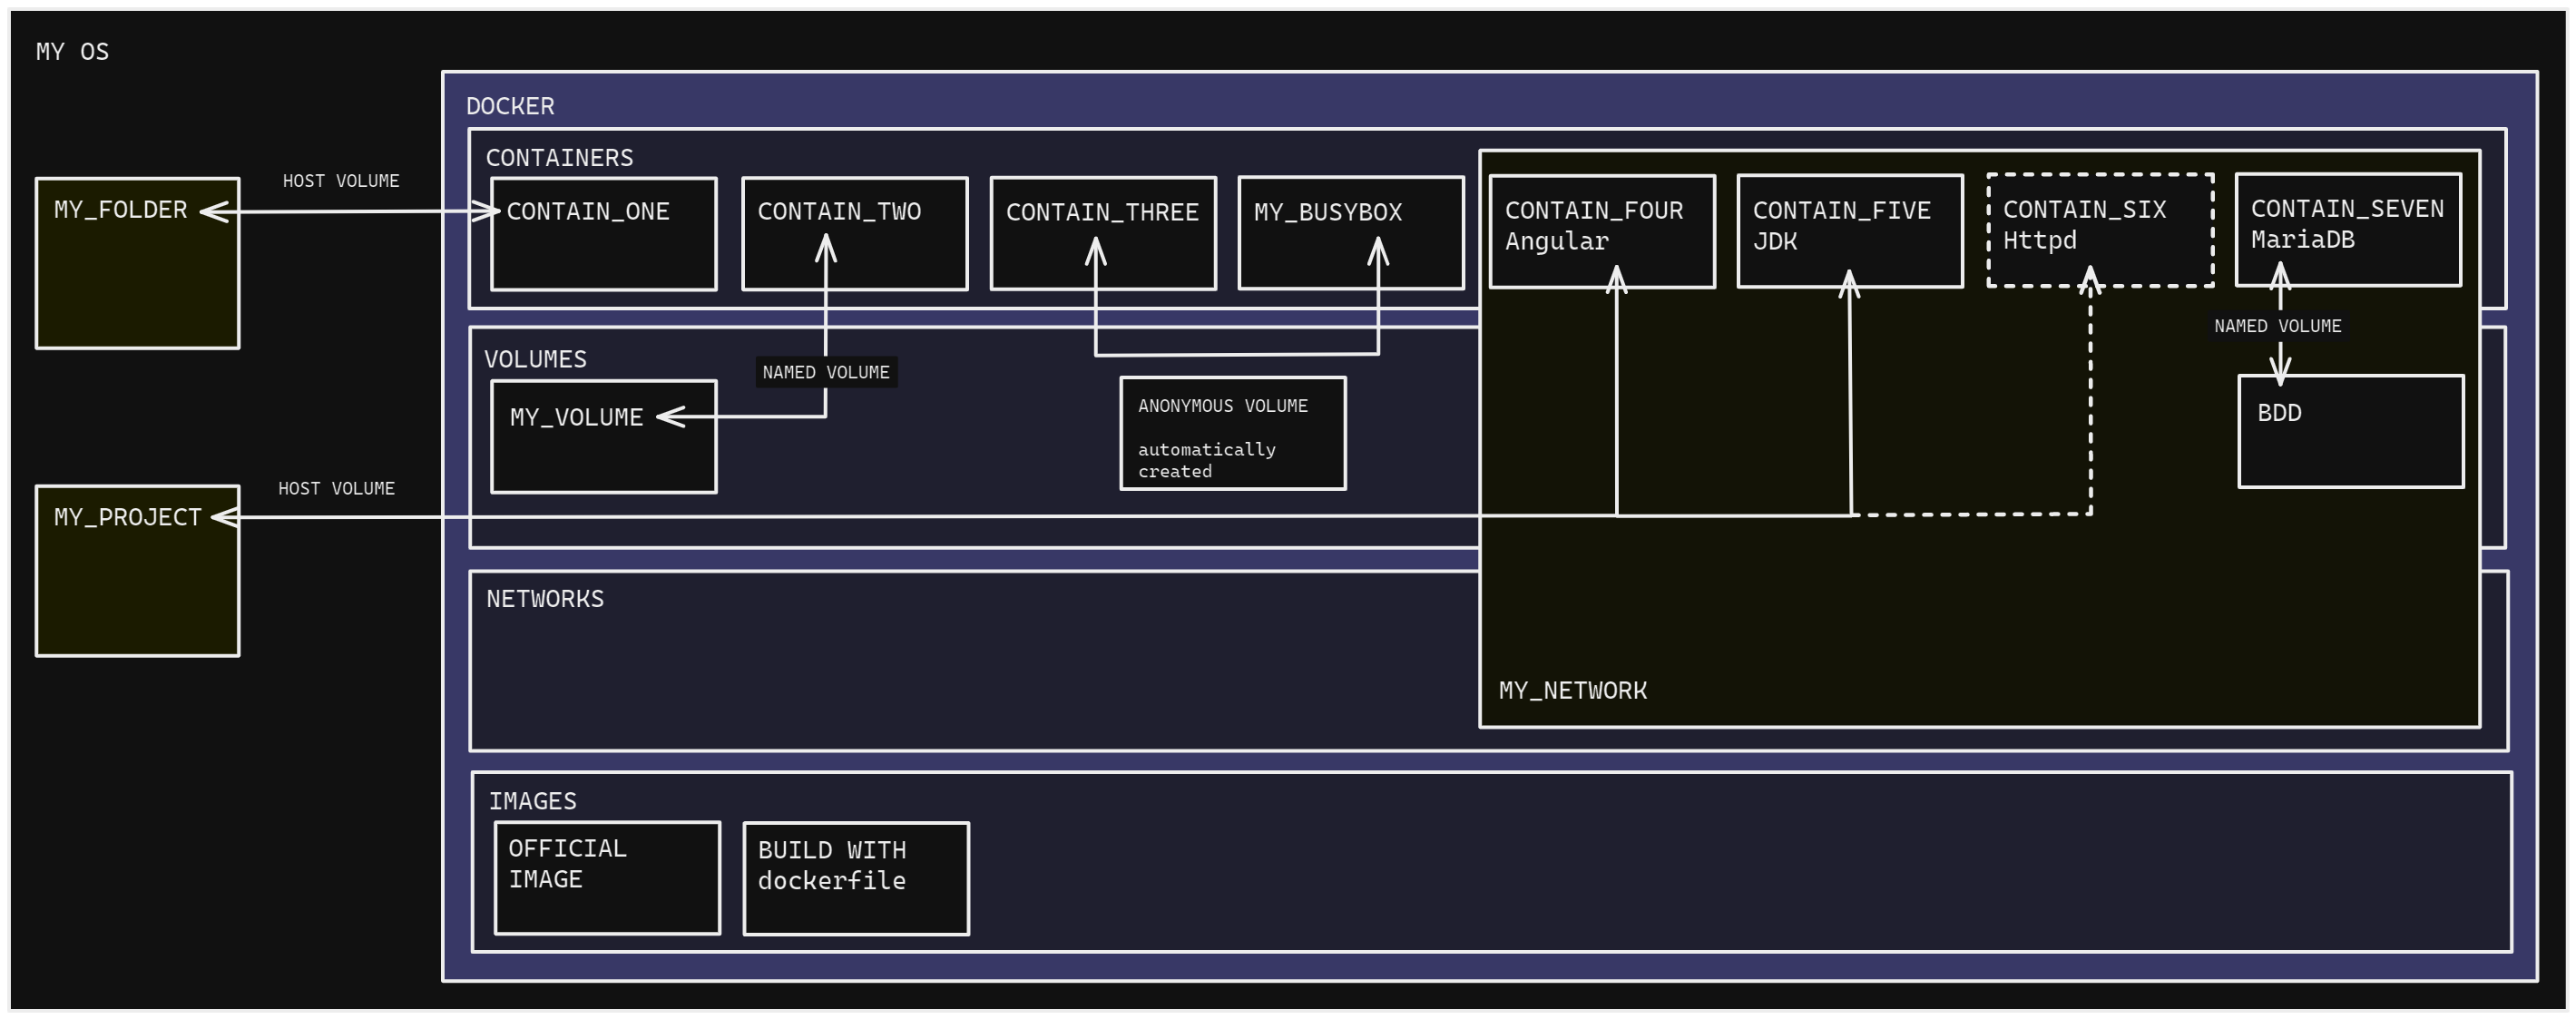 MY OS
DOCKER
CONTAINERS
MY_FOLDER
HOST VOLUME
CONTAIN_ONE
CONTAIN_TWO
CONTAIN_THREE
MY_BUSYBOX
CONTAIN_FOUR
Angular
CONTAIN_FIVE
JDK
CONTAIN_SIX
Httpd
CONTAIN_SEVEN
MariaDB
VOLUMES
NAMED VOLUME
MY_VOLUME
ANONYMOUS VOLUME
automatically
created
NAMED VOLUME
BDD
MY_PROJECT
HOST VOLUME
NETWORKS
MY_NETWORK
IMAGES
OFFICIAL
IMAGE
BUILD WITH
dockerfile